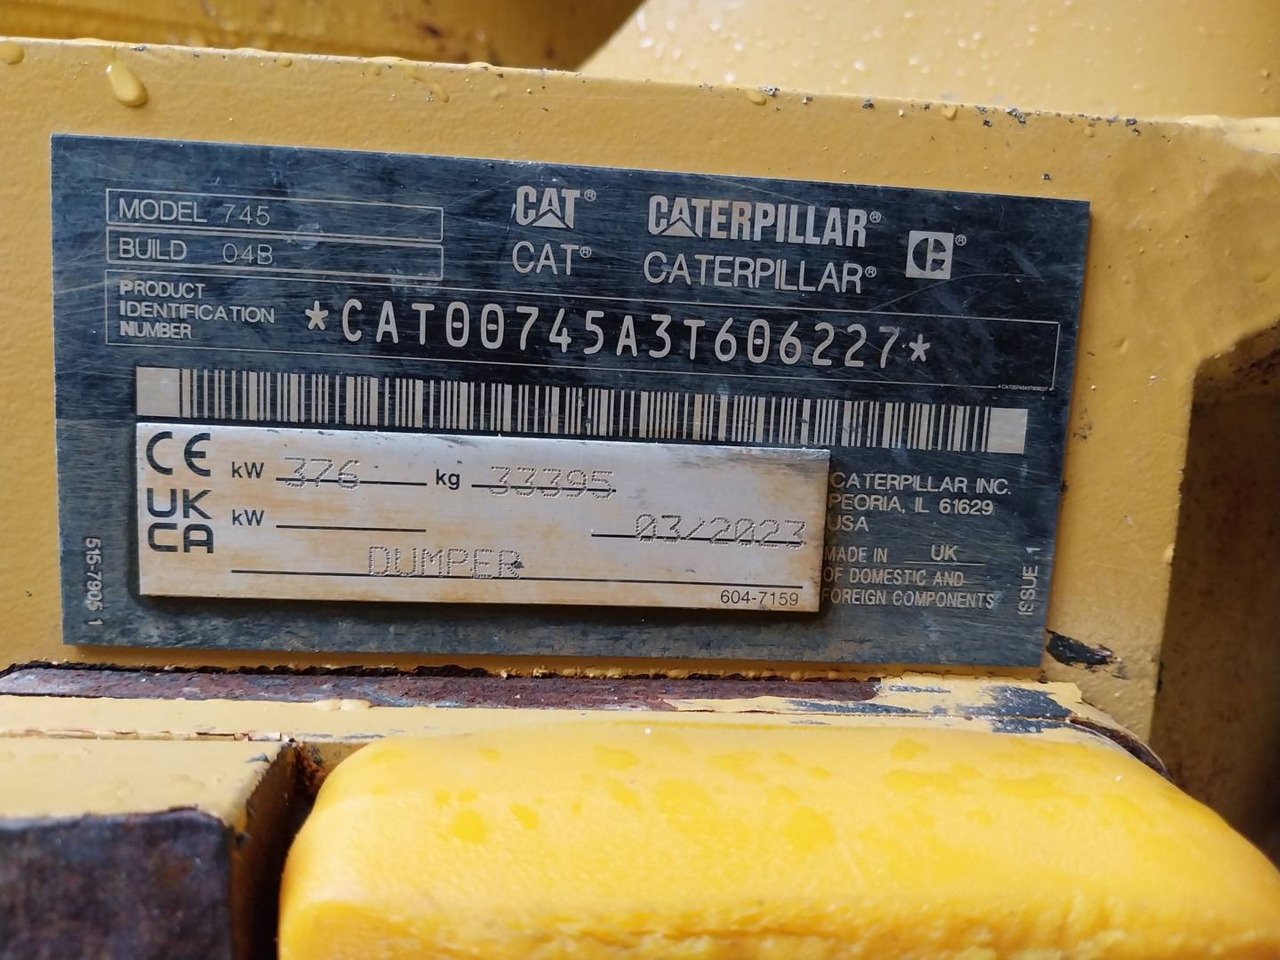 MODEL 745
BUILD 04B
CAT® CATERPILLAR® C®
CAT® CATERPILLAR®
PRODUCT
IDENTIFICATION
NUMBER
*CAT00745A3T606227*
*CAT00745A3T606227*
CE kW 376 kg 33395
UK
CA kW 03/2023
DUMPER
604-7159
CATERPILLAR INC.
PEORIA, IL 61629
USA
MADE IN UK
OF DOMESTIC AND
FOREIGN COMPONENTS
515-7905 1
ISSUE 1